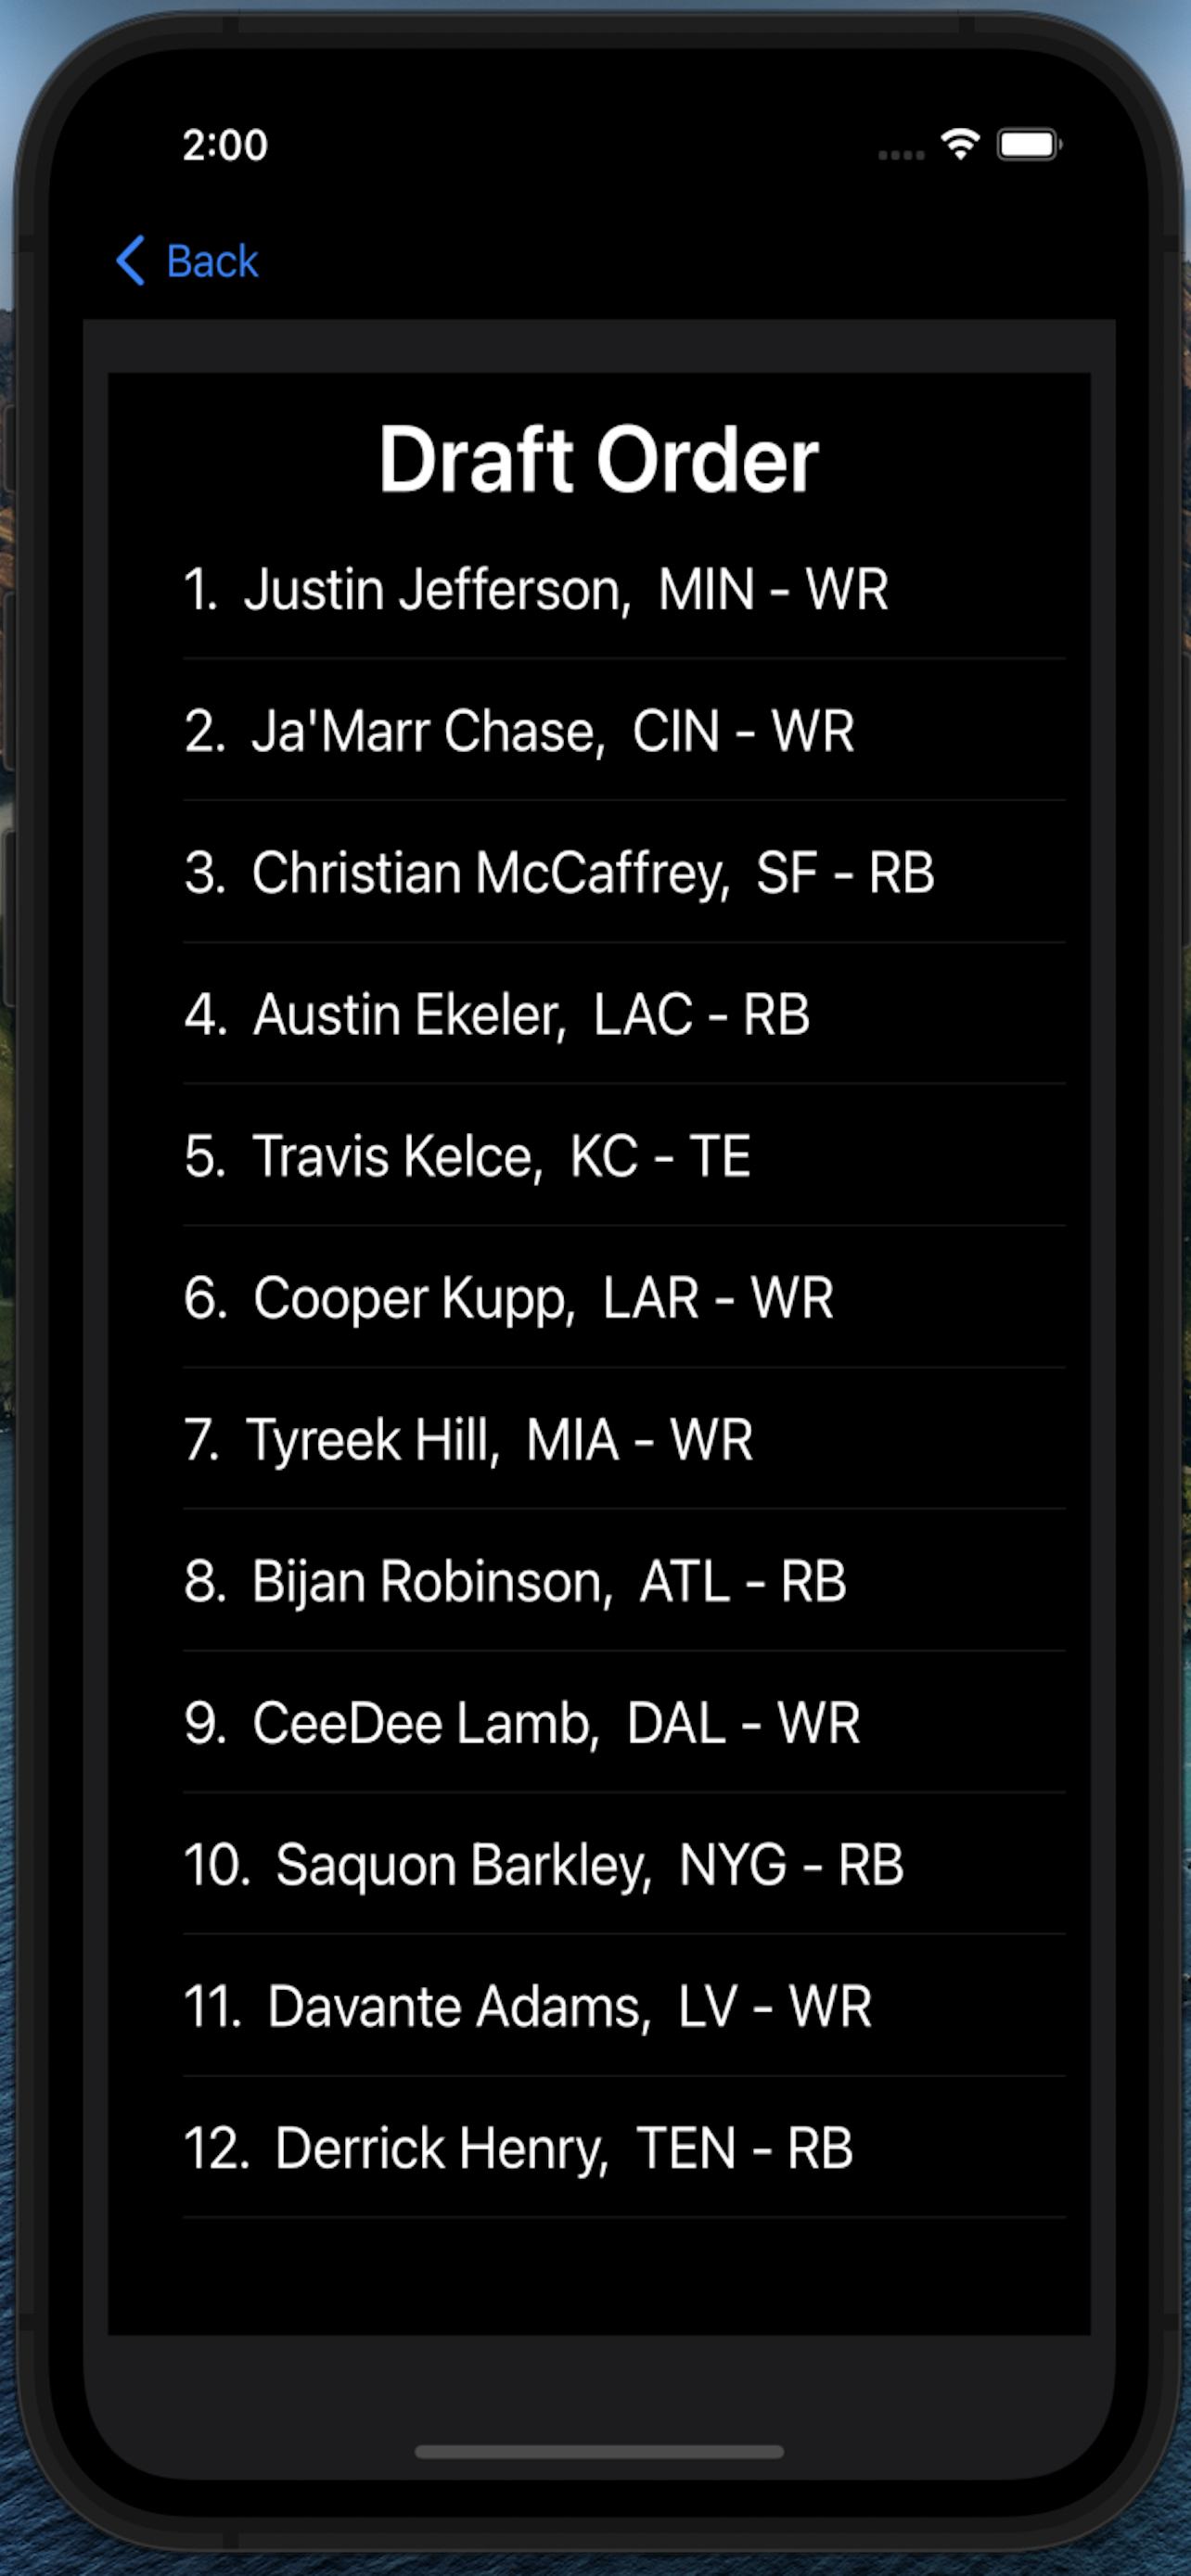 2:00
Back
Draft Order
1. Justin Jefferson, MIN - WR
2. Ja'Marr Chase, CIN - WR
3. Christian McCaffrey, SF - RB
4. Austin Ekeler, LAC - RB
5. Travis Kelce, KC - TE
6. Cooper Kupp, LAR - WR
7. Tyreek Hill, MIA - WR
8. Bijan Robinson, ATL - RB
9. CeeDee Lamb, DAL - WR
10. Saquon Barkley, NYG - RB
11. Davante Adams, LV - WR
12. Derrick Henry, TEN - RB